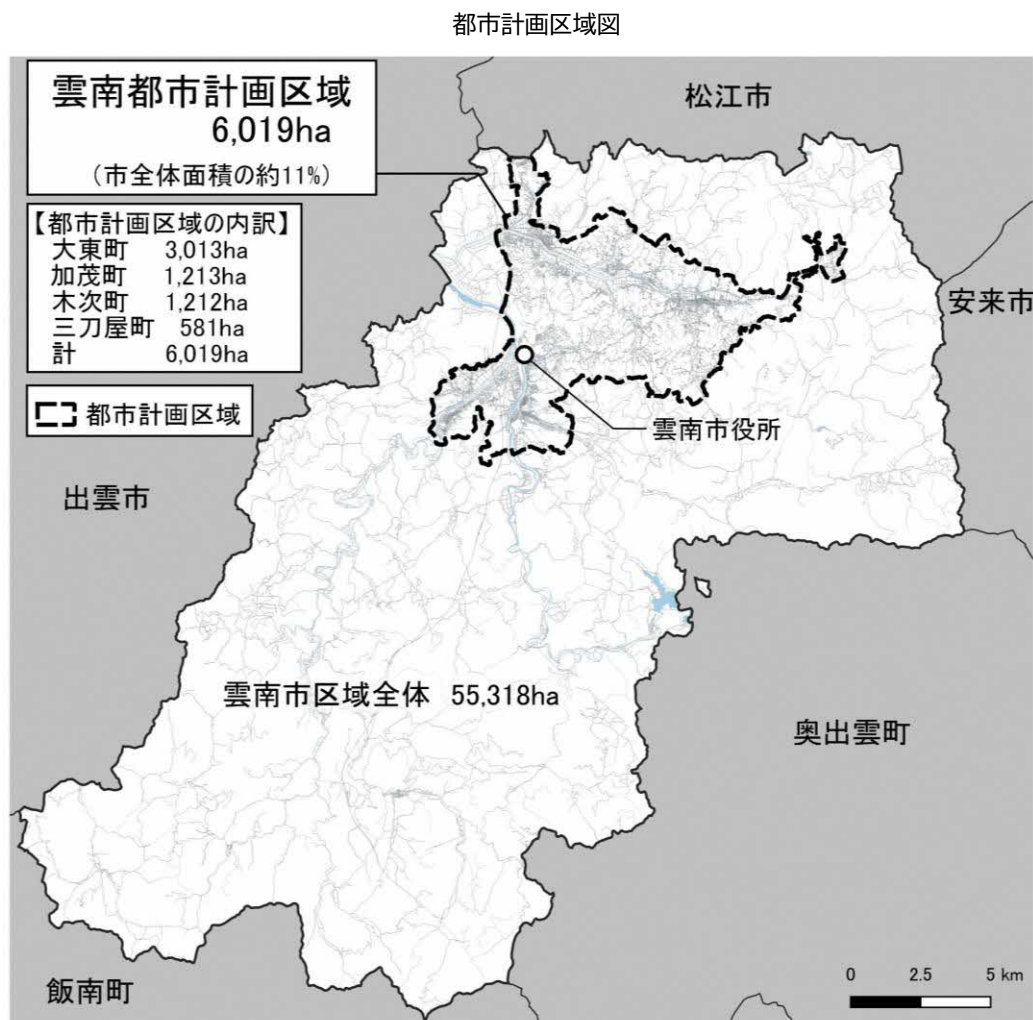 都市計画区域図
雲南都市計画区域
6,019ha
（市全体面積の約11%）
【都市計画区域の内訳】
大東町 3,013ha
加茂町 1,213ha
木次町 1,212ha
三刀屋町 581ha
計 6,019ha
都市計画区域
松江市
安来市
雲南市役所
出雲市
雲南市区域全体 55,318ha
奥出雲町
飯南町
0 2.5 5 km